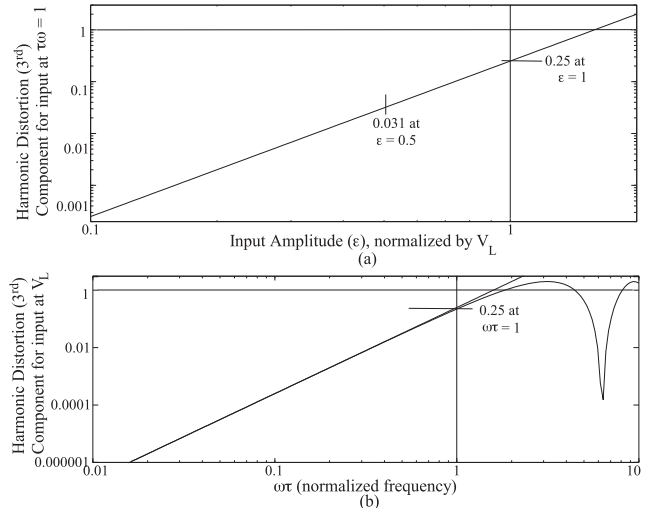 Harmonic Distortion (3rd)
Component for input at τω = 1
1
0.1
0.01
0.001
0.25 at
ε = 1
0.031 at
ε = 0.5
0.1
1
Input Amplitude (ε), normalized by VL
(a)
Harmonic Distortion (3rd)
Component for input at VL
1
0.01
0.0001
0.000001
0.25 at
ωτ = 1
0.01
0.1
1
10
ωτ (normalized frequency)
(b)